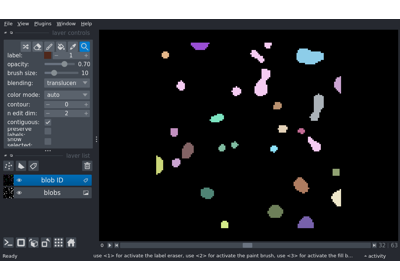 File View Plugins Window Help
layer controls
label: 1
opacity: 0.70
brush size: 10
blending: translucen
color mode: auto
contour: 0
n edit dim: 2
contiguous:
preserve
labels:
show
selected:
layer list
blob ID
blobs
32 63
Ready
use <1> for activate the label eraser, use <2> for activate the paint brush, use <3> for activate the fill b...
activity